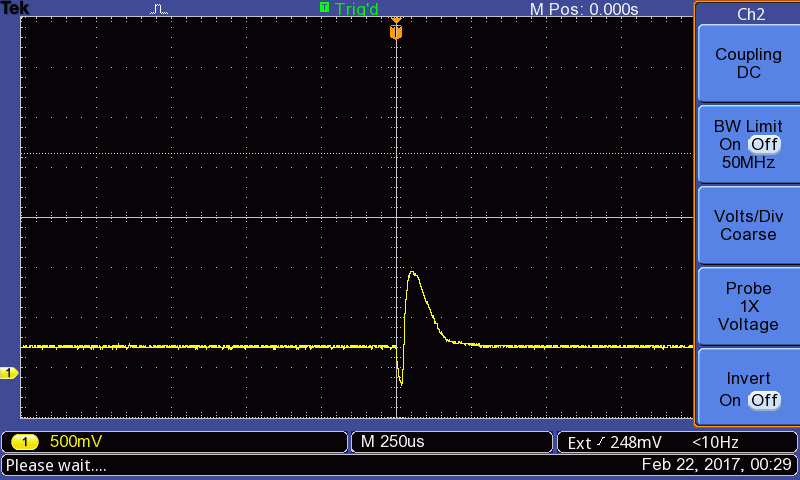 Tek
T Trig'd
M Pos: 0.000s
T
Ch2
Coupling
DC
BW Limit
On Off
50MHz
Volts/Div
Coarse
Probe
1X
Voltage
Invert
On Off
1
1 500mV
M 250us
Ext 248mV <10Hz
Please wait....
Feb 22, 2017, 00:29